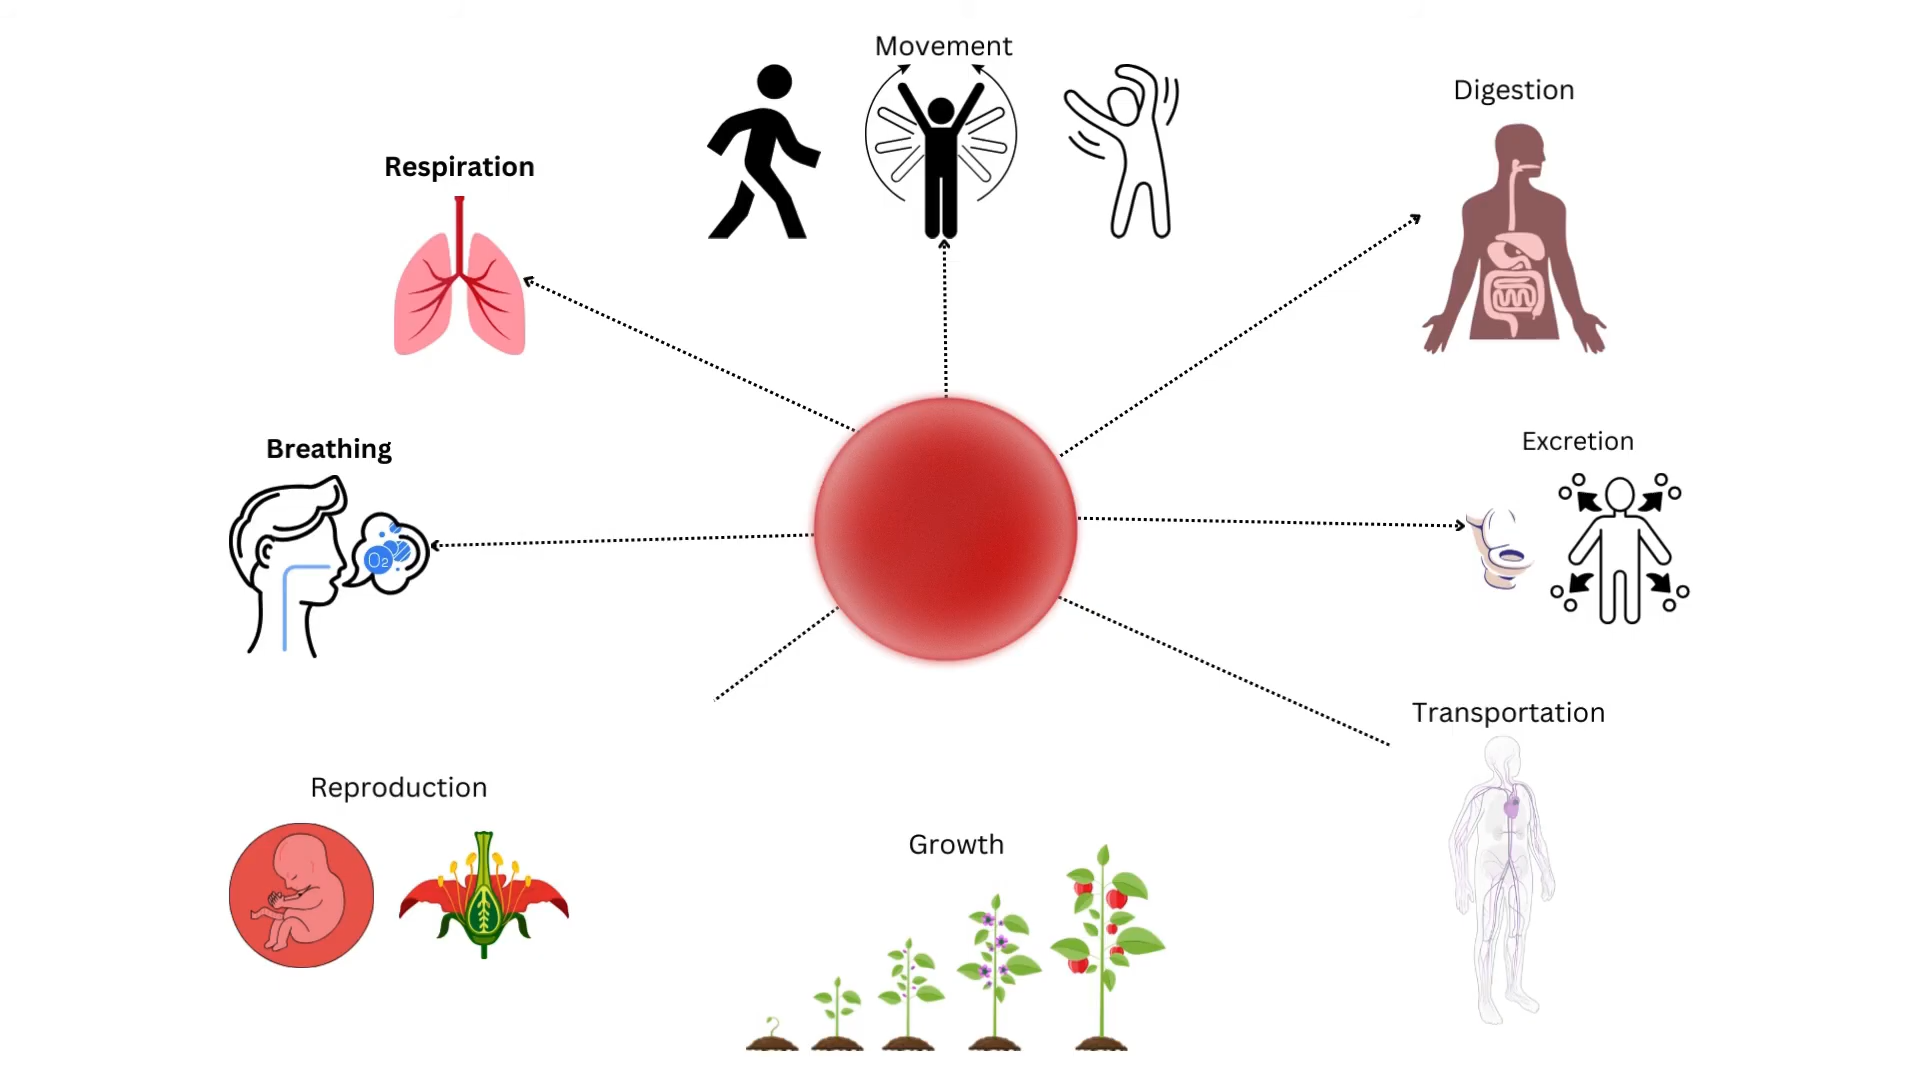 Movement
Digestion
Respiration
Excretion
Breathing
O₂
Transportation
Reproduction
Growth